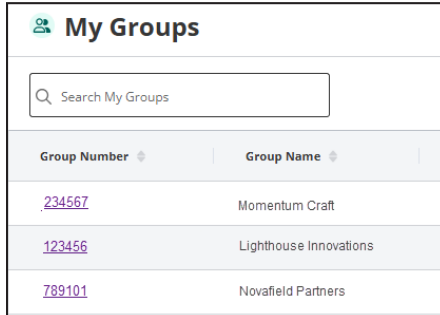 My Groups
Search My Groups
Group Number Group Name
234567 Momentum Craft
123456 Lighthouse Innovations
789101 Novafield Partners